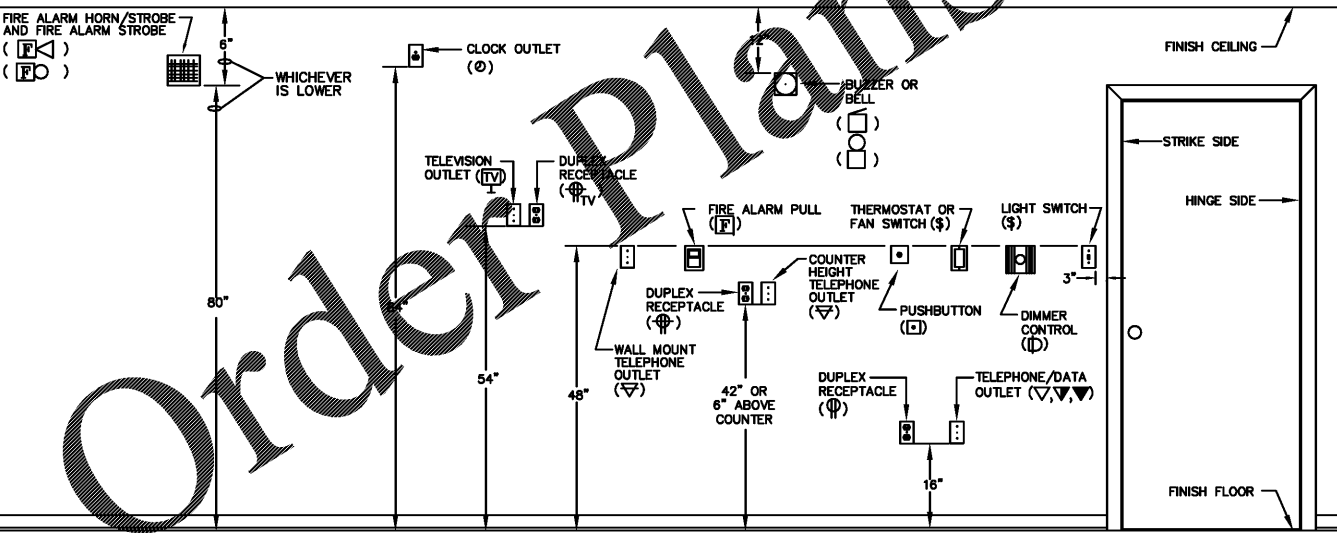 FIRE ALARM HORN/STROBE
AND FIRE ALARM STROBE
( F )
( F )
6"
WHICHEVER
IS LOWER
CLOCK OUTLET
12"
BUZZER OR
BELL
FINISH CEILING
STRIKE SIDE
HINGE SIDE
TELEVISION
OUTLET (TV)
DUPLEX
RECEPTACLE
TV
FIRE ALARM PULL
(F)
THERMOSTAT OR
FAN SWITCH ($)
LIGHT SWITCH
($)
3"
COUNTER
HEIGHT
TELEPHONE
OUTLET
DUPLEX
RECEPTACLE
PUSHBUTTON
DIMMER
CONTROL
(D)
WALL MOUNT
TELEPHONE
OUTLET
80"
84"
54"
48"
42" OR
6" ABOVE
COUNTER
DUPLEX
RECEPTACLE
TELEPHONE/DATA
OUTLET
16"
FINISH FLOOR
Order Plans